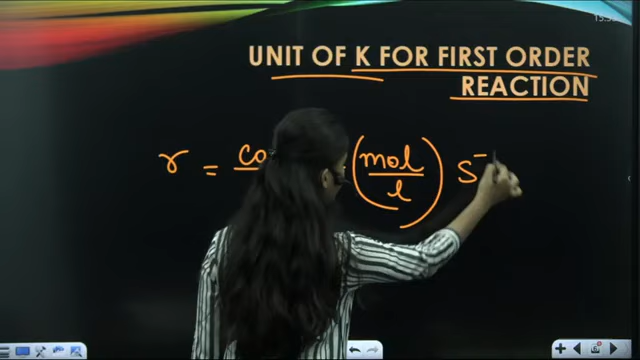 UNIT OF K FOR FIRST ORDER
REACTION
r = co (mol/l) s⁻